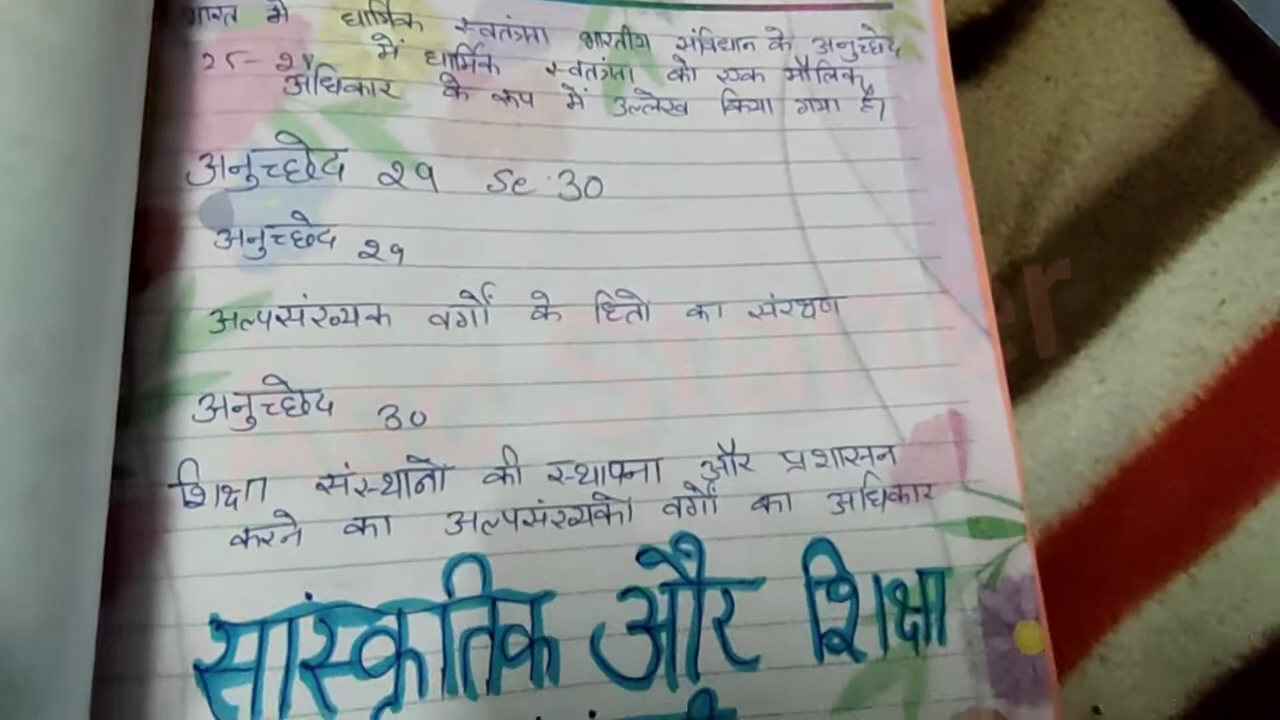 भारत में धार्मिक स्वतंत्रता भारतीय संविधान के अनुच्छेद
25-28 में धार्मिक स्वतंत्रता को एक मौलिक
अधिकार के रूप में उल्लेख किया गया है।
अनुच्छेद 29 Se 30
अनुच्छेद 29
अल्पसंख्यक वर्गों के हितो का संरक्षण
अनुच्छेद 30
शिक्षा संस्थानो की स्थापना और प्रशासन
करने का अल्पसंख्यको वर्गों का अधिकार
सांस्कृतिक और शिक्षा